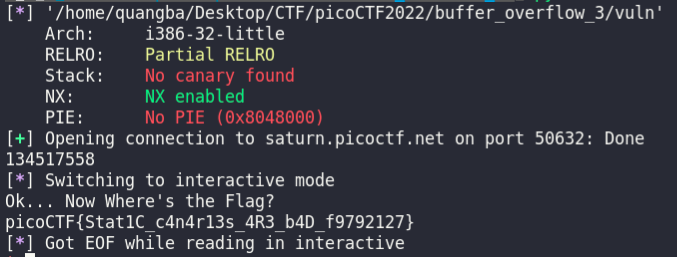 [*] '/home/quangba/Desktop/CTF/picoCTF2022/buffer_overflow_3/vuln'
Arch: i386-32-little
RELRO: Partial RELRO
Stack: No canary found
NX: NX enabled
PIE: No PIE (0x8048000)
[+] Opening connection to saturn.picoctf.net on port 50632: Done
134517558
[*] Switching to interactive mode
Ok... Now Where's the Flag?
picoCTF{Stat1C_c4n4r13s_4R3_b4D_f9792127}
[*] Got EOF while reading in interactive